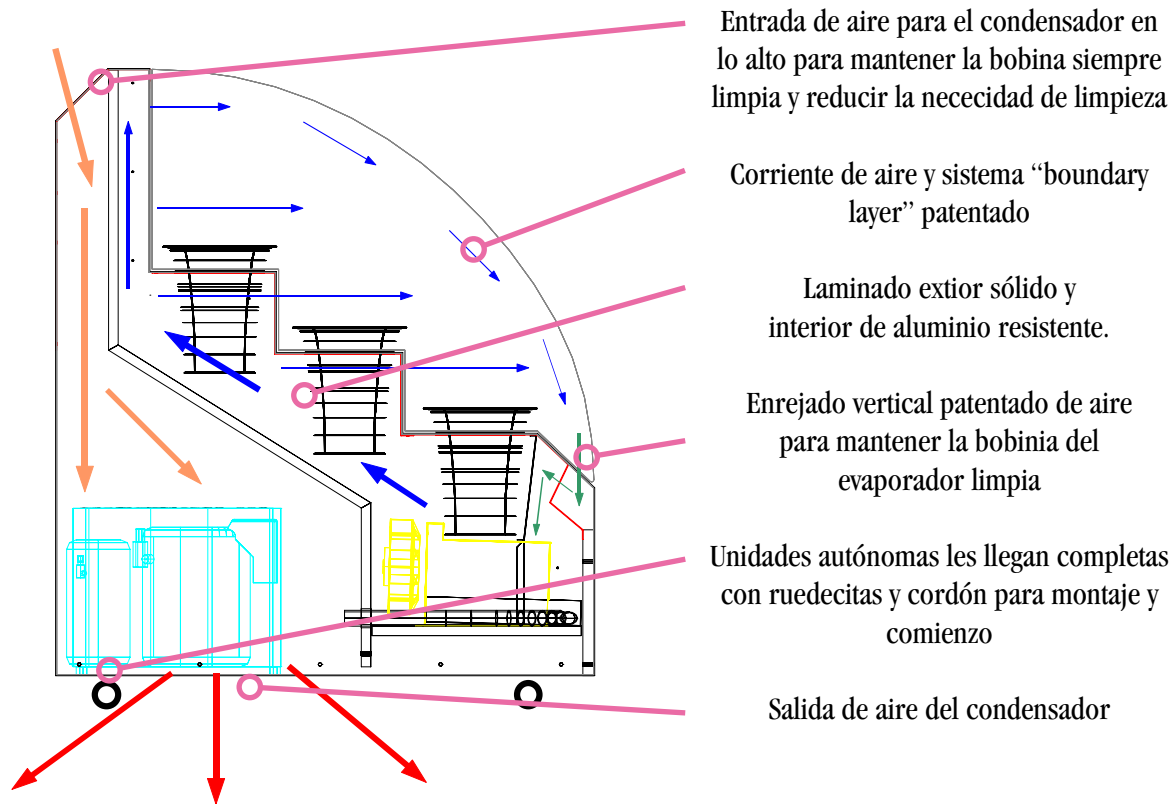 Entrada de aire para el condensador en
lo alto para mantener la bobina siempre
limpia y reducir la nececidad de limpieza
Corriente de aire y sistema “boundary
layer” patentado
Laminado extior sólido y
interior de aluminio resistente.
Enrejado vertical patentado de aire
para mantener la bobinia del
evaporador limpia
Unidades autónomas les llegan completas
con ruedecitas y cordón para montaje y
comienzo
Salida de aire del condensador